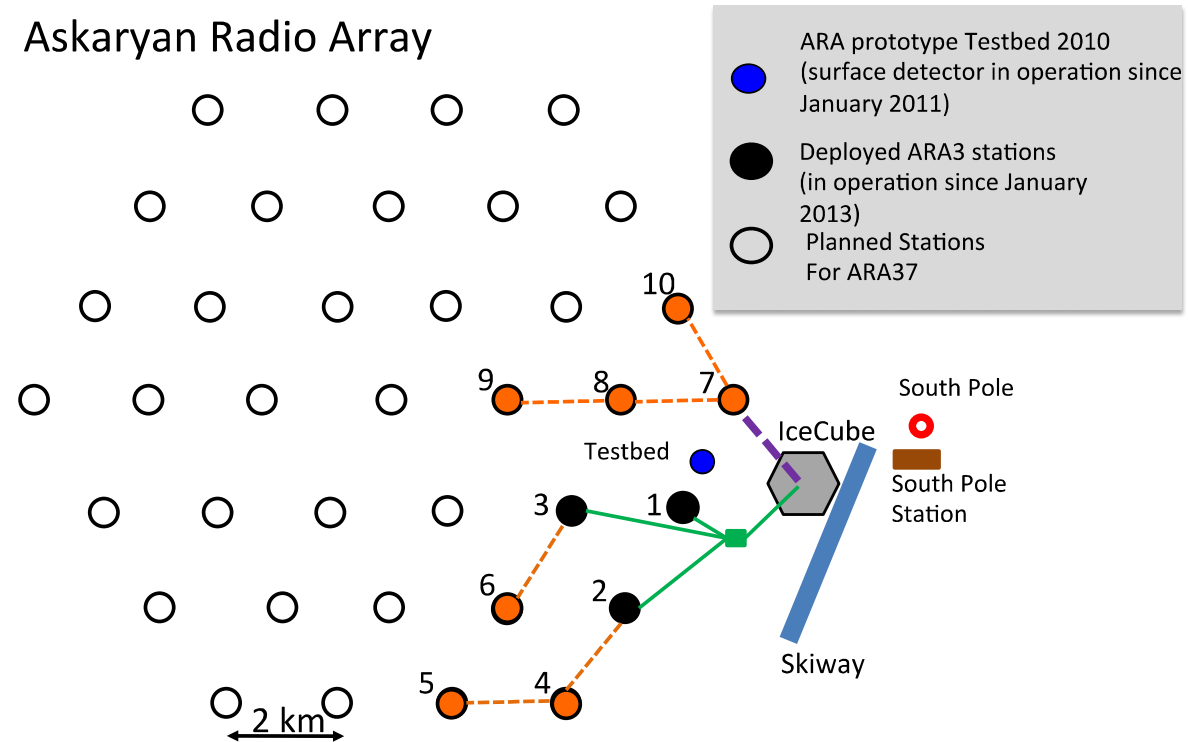 Askaryan Radio Array
ARA prototype Testbed 2010
(surface detector in operation since
January 2011)
Deployed ARA3 stations
(in operation since January
2013)
Planned Stations
For ARA37
10
9
8
7
South Pole
IceCube
Testbed
South Pole
Station
3
1
6
2
Skiway
5
4
2 km